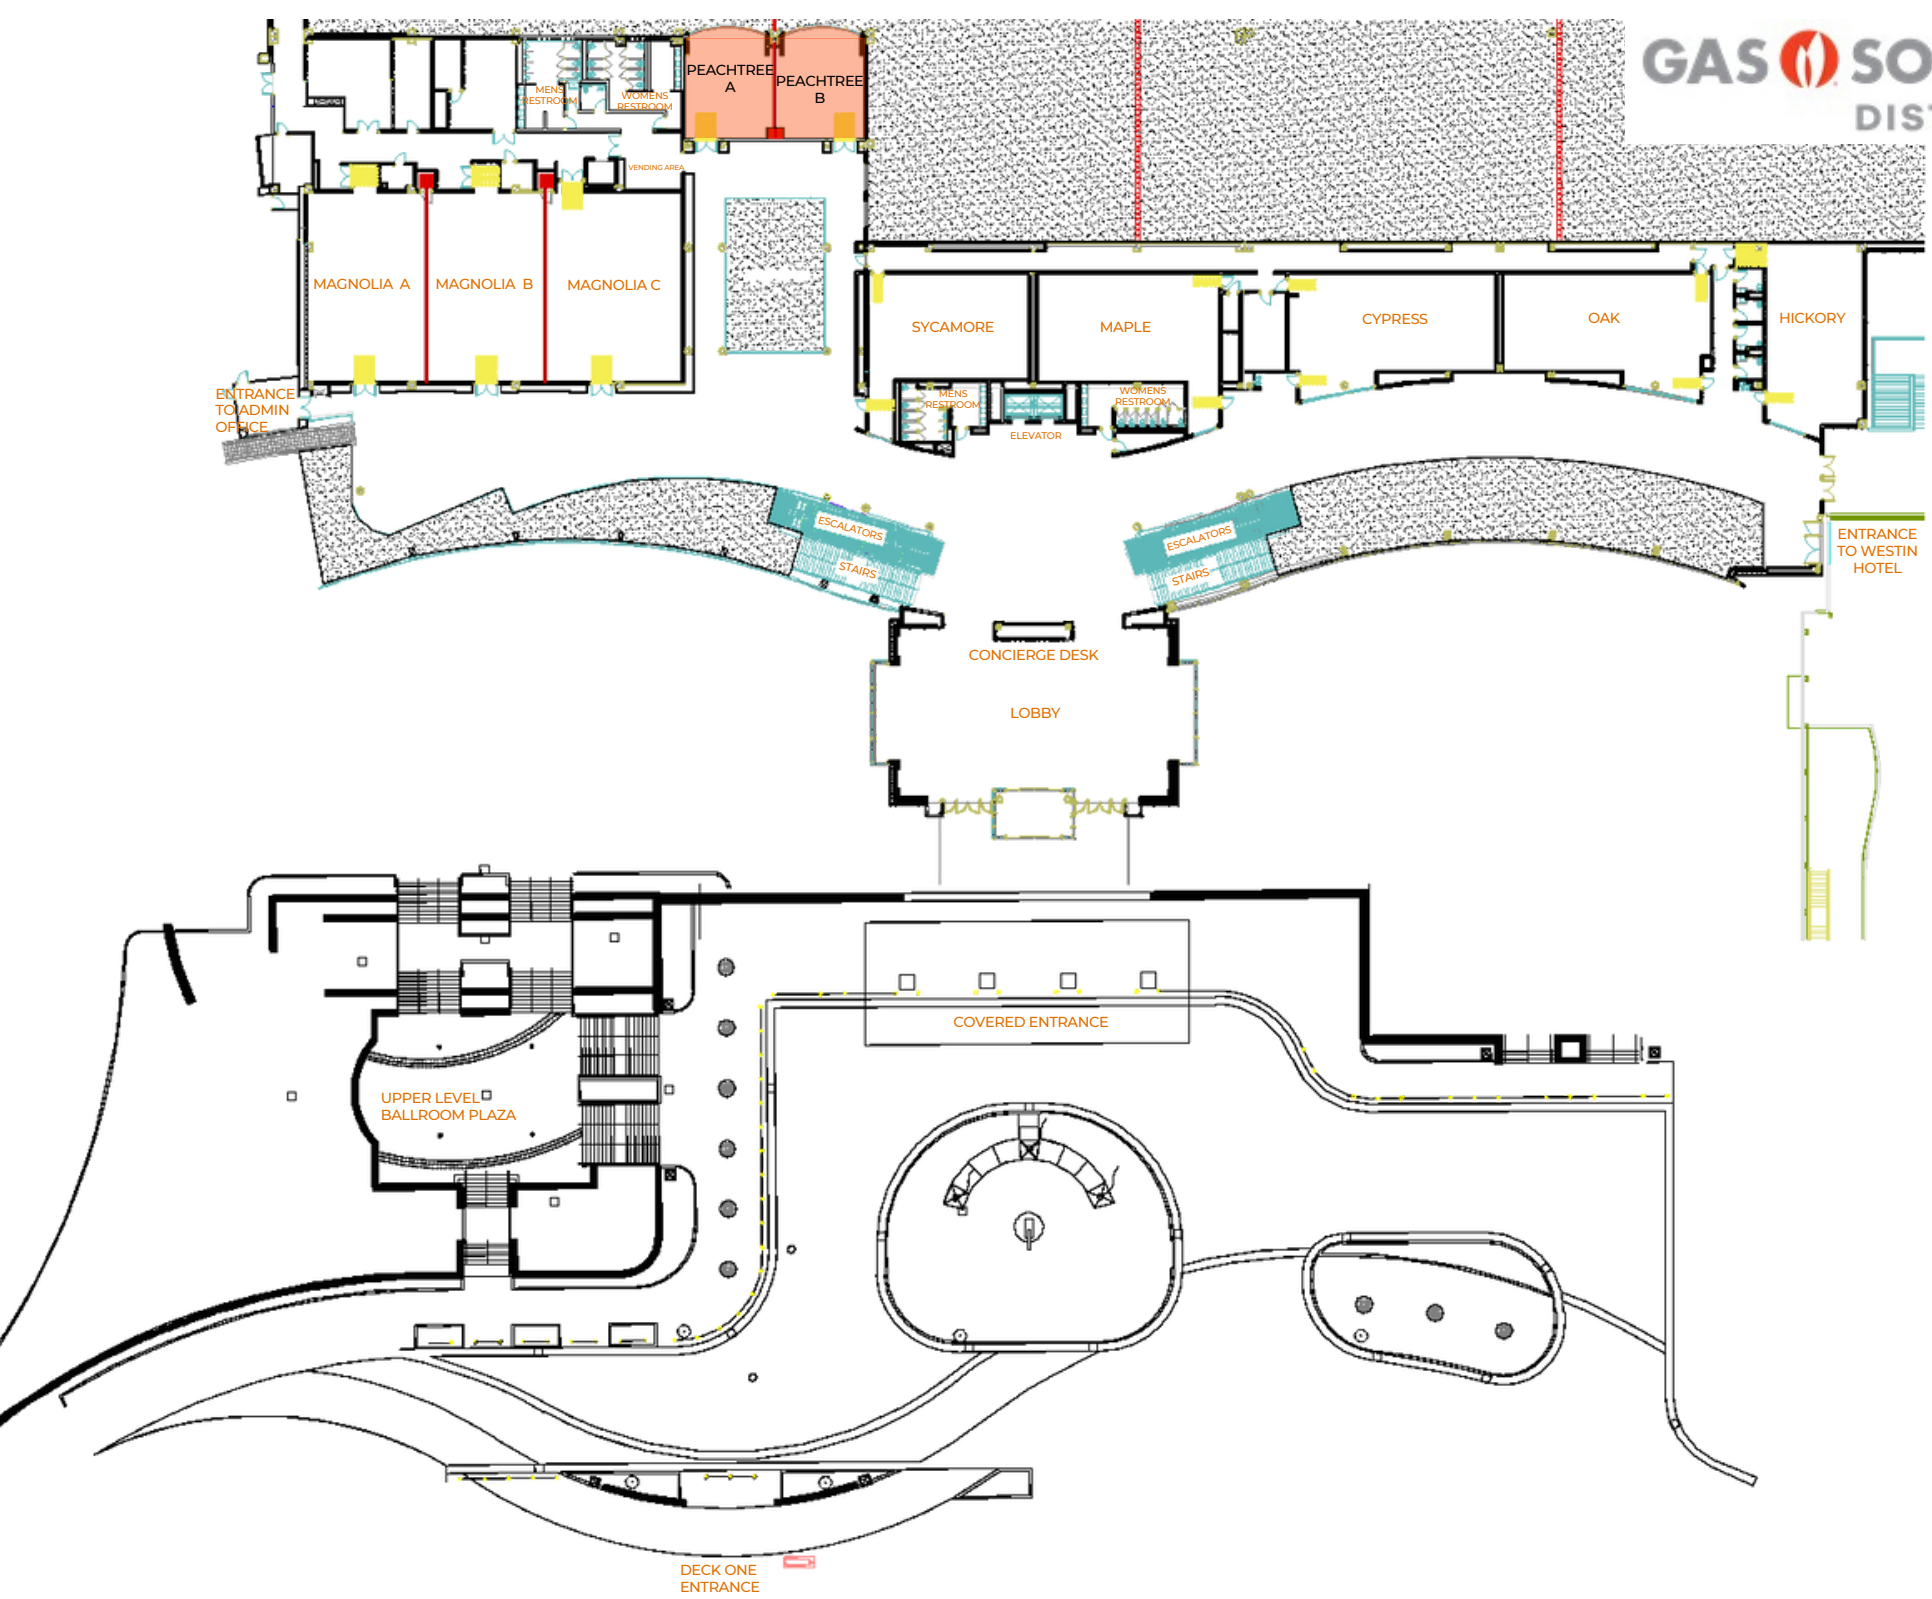 GAS SO
DIS
PEACHTREE
A
PEACHTREE
B
MENS
RESTROOM
WOMENS
RESTROOM
VENDING AREA
MAGNOLIA A
MAGNOLIA B
MAGNOLIA C
SYCAMORE
MAPLE
CYPRESS
OAK
HICKORY
ENTRANCE
TO ADMIN
OFFICE
MENS
RESTROOM
WOMENS
RESTROOM
ELEVATOR
ESCALATORS
STAIRS
ESCALATORS
STAIRS
ENTRANCE
TO WESTIN
HOTEL
CONCIERGE DESK
LOBBY
COVERED ENTRANCE
UPPER LEVEL
BALLROOM PLAZA
DECK ONE
ENTRANCE